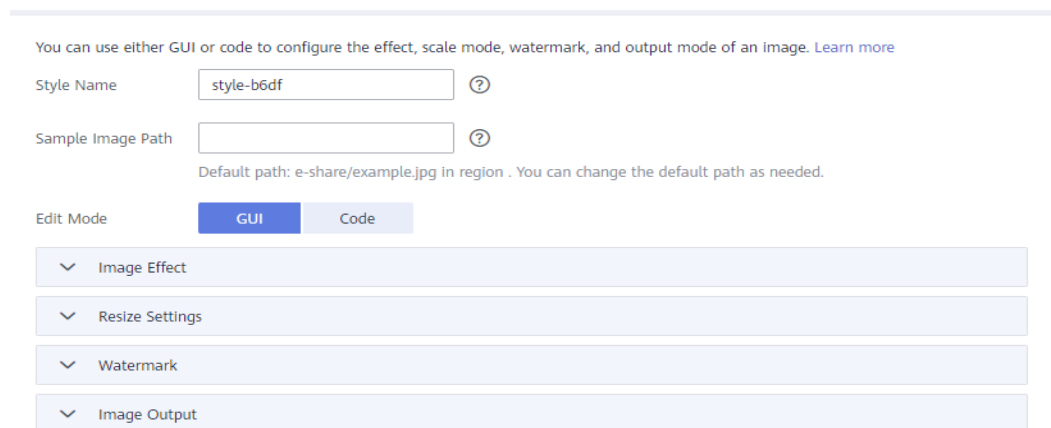 You can use either GUI or code to configure the effect, scale mode, watermark, and output mode of an image. Learn more
Style Name style-b6df ?
Sample Image Path ?
Default path: e-share/example.jpg in region . You can change the default path as needed.
Edit Mode GUI Code
Image Effect
Resize Settings
Watermark
Image Output